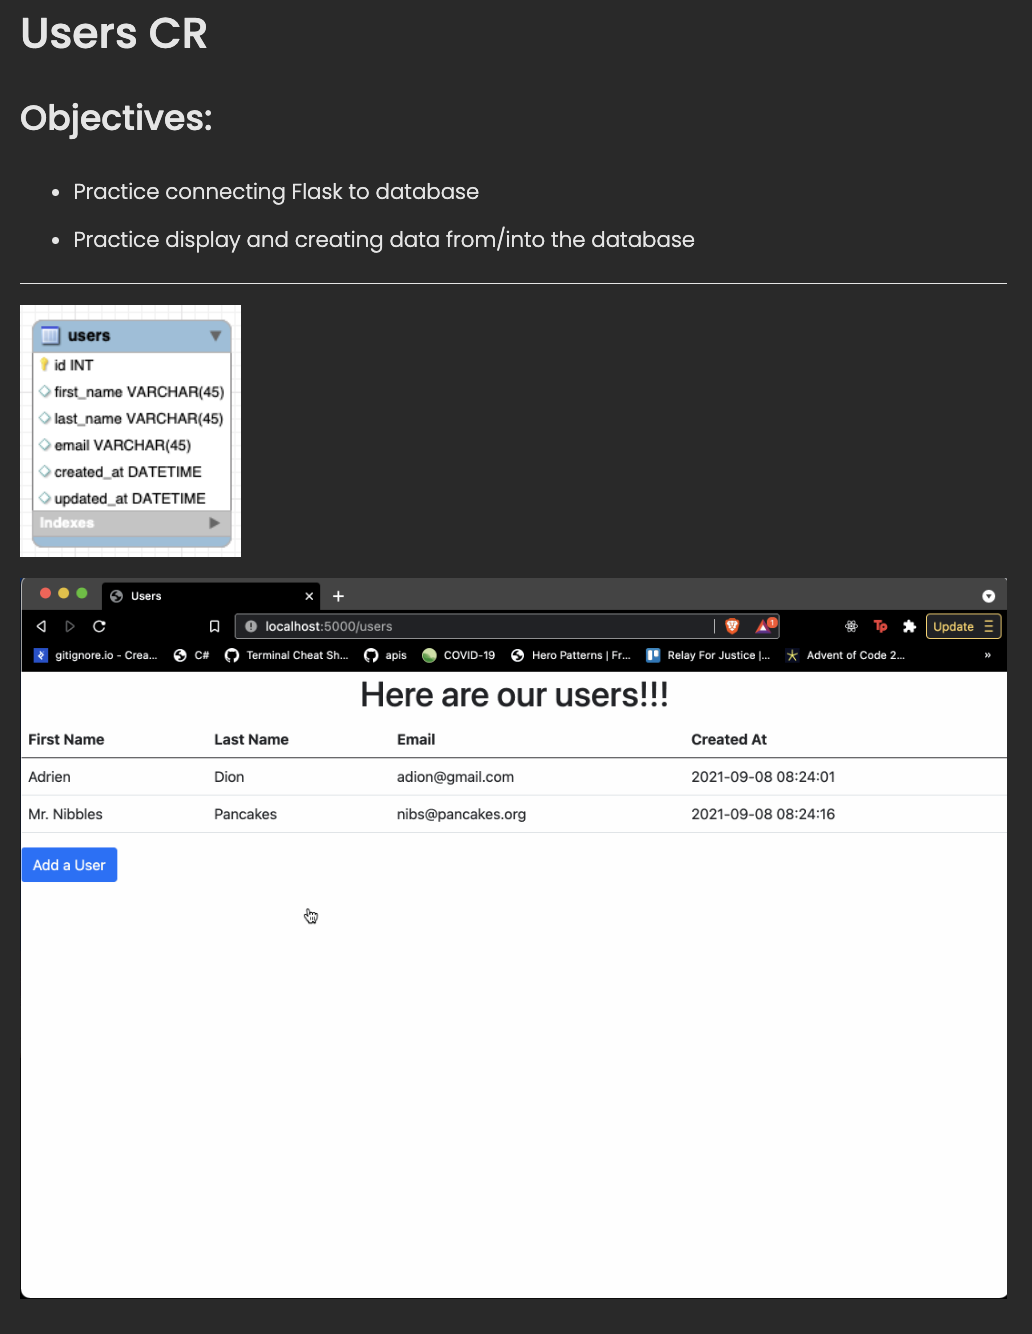 Users CR
Objectives:
Practice connecting Flask to database
Practice display and creating data from/into the database
users
id INT
first_name VARCHAR(45)
last_name VARCHAR(45)
email VARCHAR(45)
created_at DATETIME
updated_at DATETIME
Indexes
Users
localhost:5000/users
1
Tp
Update
gitignore.io - Crea...
C#
Terminal Cheat Sh...
apis
COVID-19
Hero Patterns | Fr...
Relay For Justice |...
Advent of Code 2...
»
Here are our users!!!
First Name Last Name Email Created At
Adrien Dion adion@gmail.com 2021-09-08 08:24:01
Mr. Nibbles Pancakes nibs@pancakes.org 2021-09-08 08:24:16
Add a User